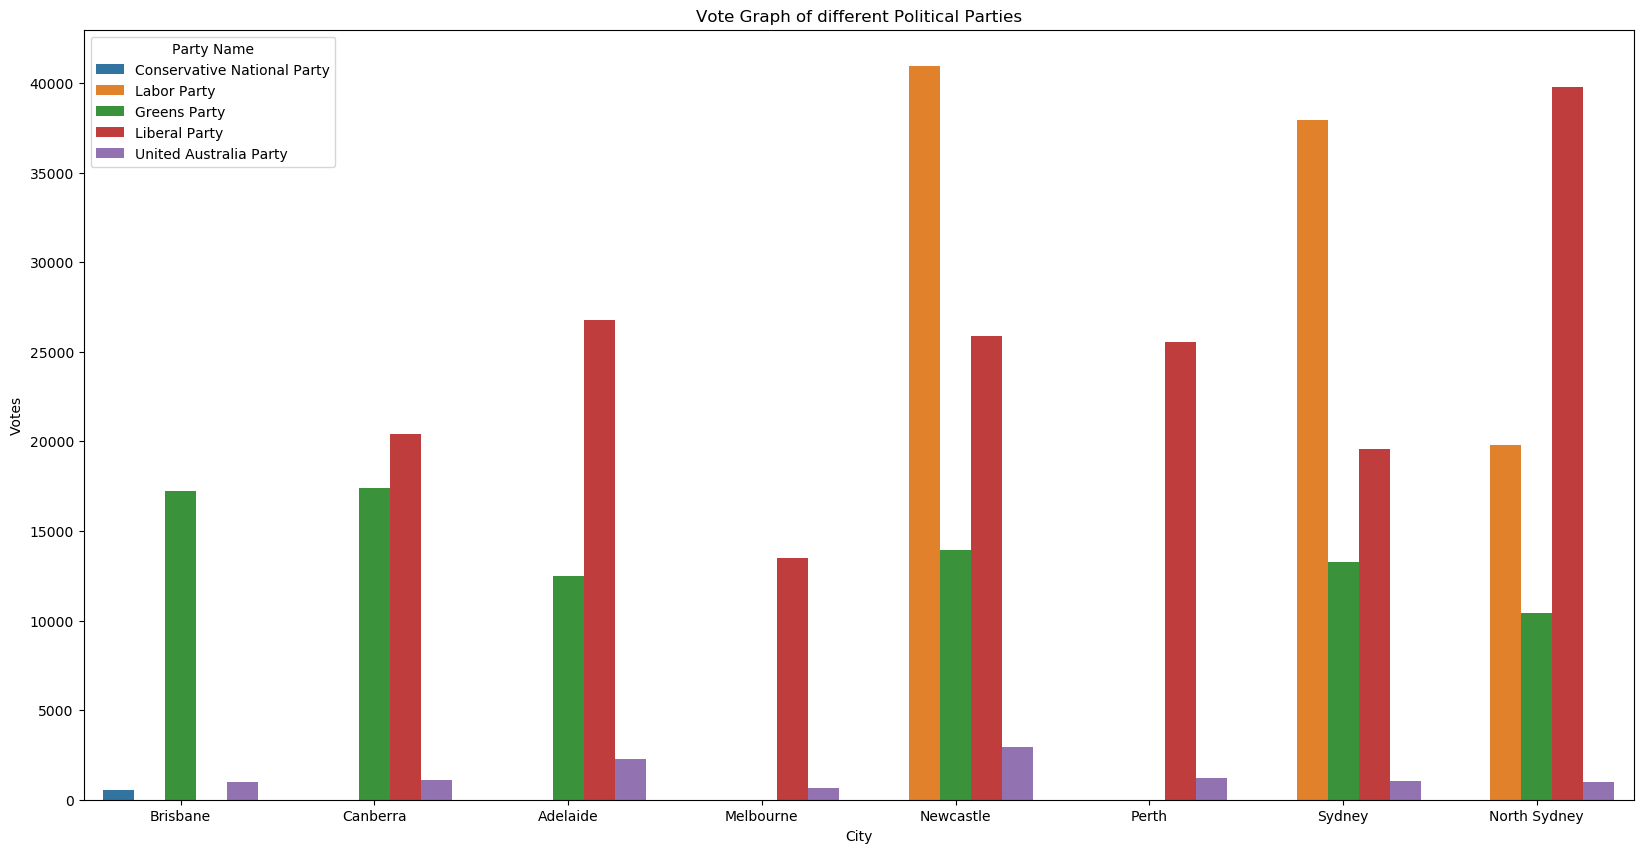 Vote Graph of different Political Parties
Party Name
Conservative National Party
Labor Party
Greens Party
Liberal Party
United Australia Party
Votes
40000
35000
30000
25000
20000
15000
10000
5000
0
Brisbane Canberra Adelaide Melbourne Newcastle Perth Sydney North Sydney
City